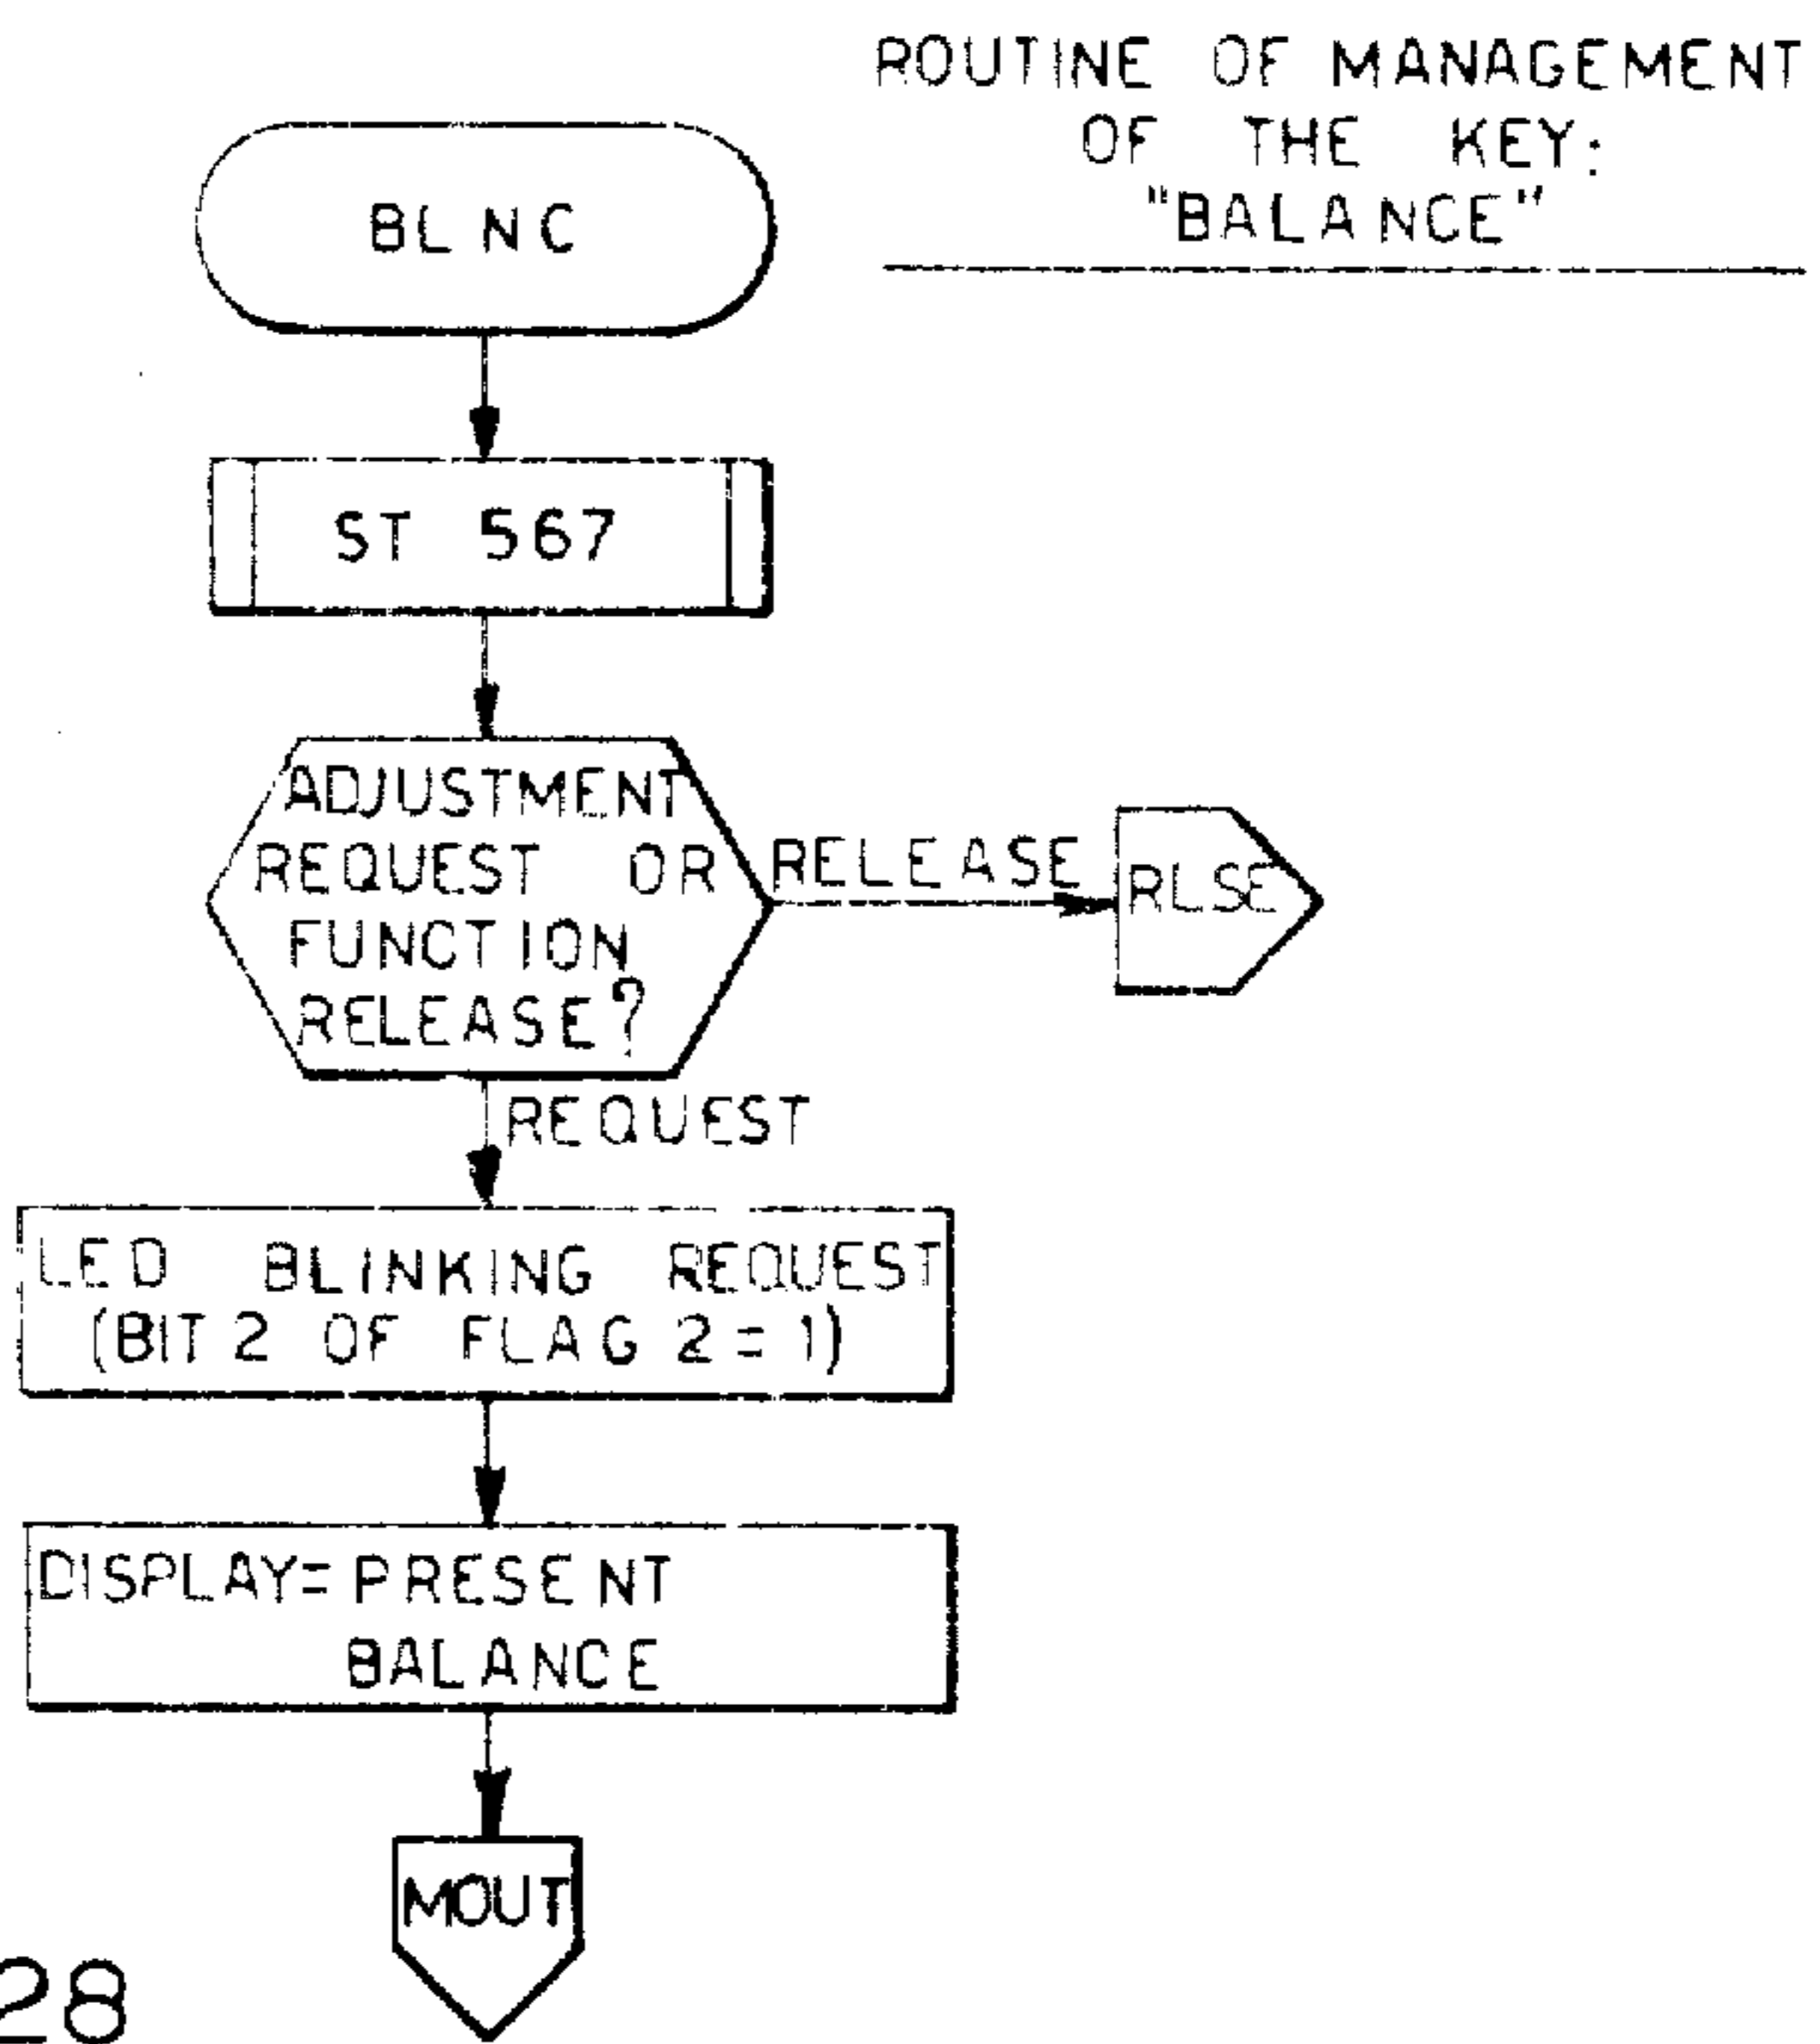 ROUTINE OF MANAGEMENT
OF THE KEY:
"BALANCE"
BLNC
ST 567
ADJUSTMENT
REQUEST OR
FUNCTION
RELEASE?
RELEASE
RLSE
REQUEST
LED BLINKING REQUEST
(BIT 2 OF FLAG 2 = 1)
DISPLAY= PRESENT
BALANCE
MOUT
28